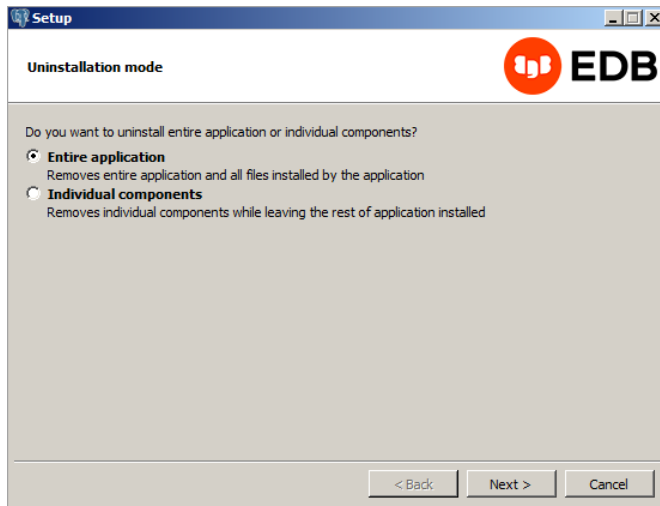 Setup
Uninstallation mode
EDB
Do you want to uninstall entire application or individual components?
Entire application
Removes entire application and all files installed by the application
Individual components
Removes individual components while leaving the rest of application installed
< Back Next > Cancel